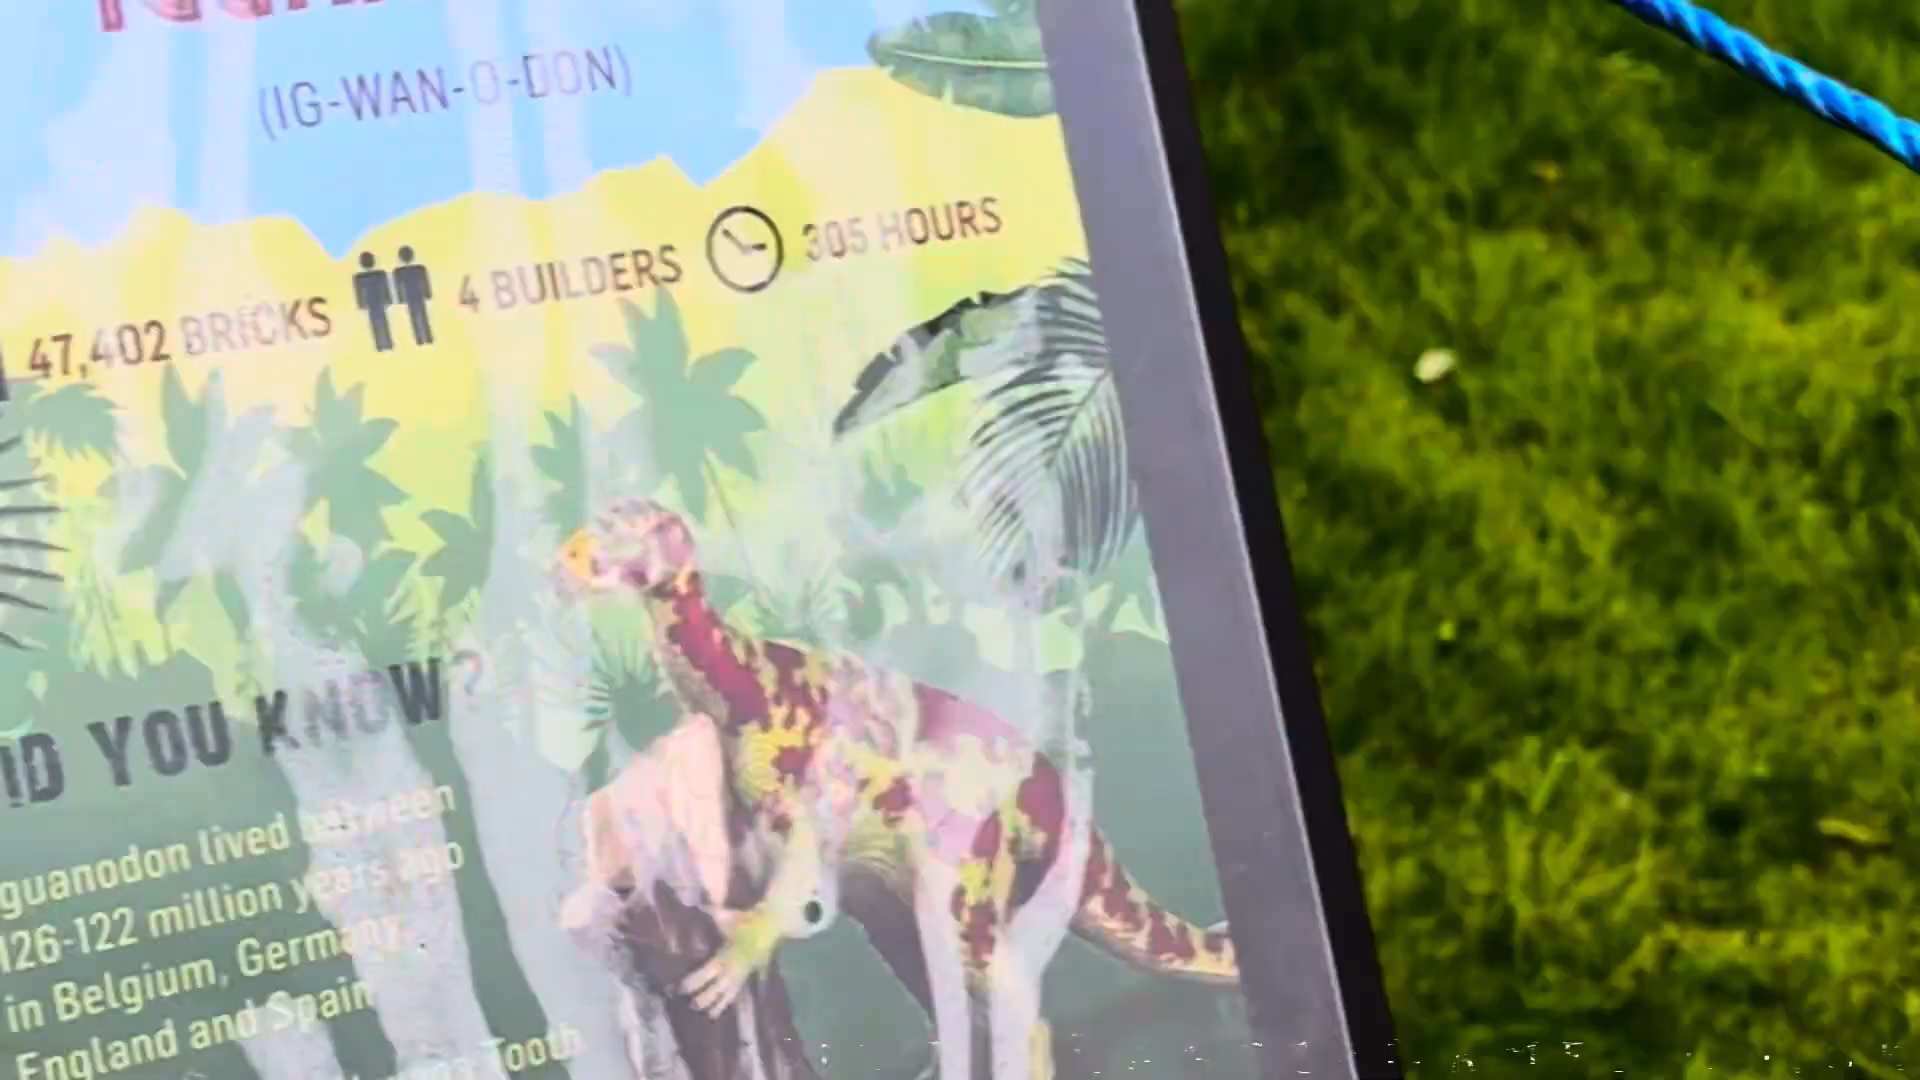 (IG-WAN-O-DON)
47,402 BRICKS 4 BUILDERS 305 HOURS
ID YOU KNOW?
guanodon lived between
126-122 million years ago
in Belgium, Germany,
England and Spain
Tooth